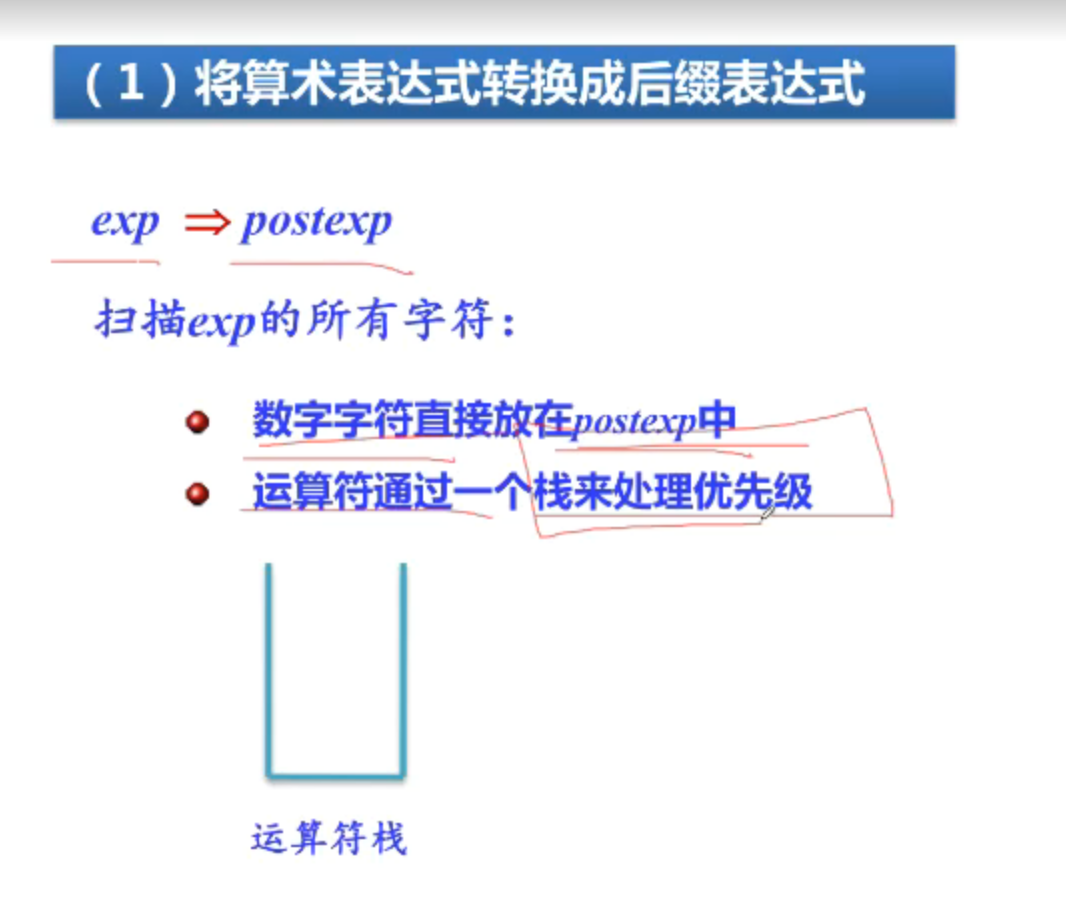 （1）将算术表达式转换成后缀表达式
exp ⇒ postexp
扫描exp的所有字符：
数字字符直接放在postexp中
运算符通过一个栈来处理优先级
运算符栈